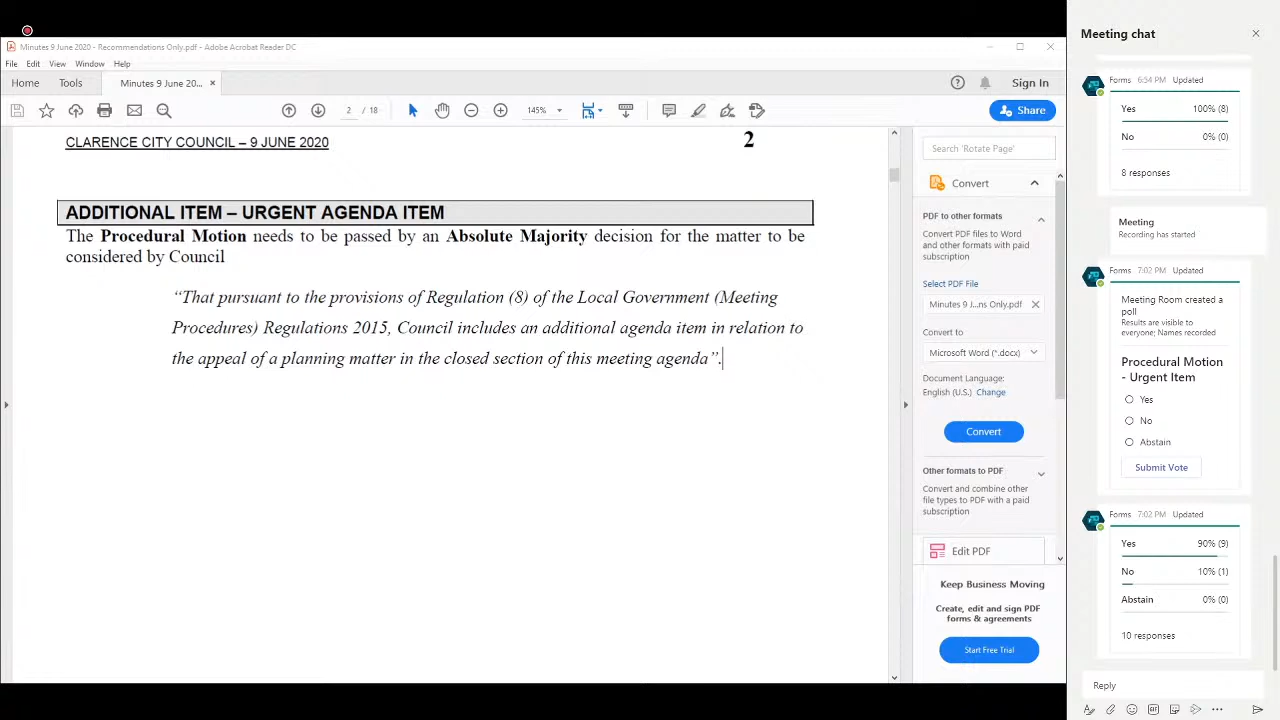 Minutes 9 June 2020 - Recommendations Only.pdf - Adobe Acrobat Reader DC
File Edit View Window Help
Home Tools Minutes 9 June 20... × Sign In
2 / 18 145% Share
CLARENCE CITY COUNCIL – 9 JUNE 2020 2
ADDITIONAL ITEM – URGENT AGENDA ITEM
The Procedural Motion needs to be passed by an Absolute Majority decision for the matter to be
considered by Council
“That pursuant to the provisions of Regulation (8) of the Local Government (Meeting
Procedures) Regulations 2015, Council includes an additional agenda item in relation to
the appeal of a planning matter in the closed section of this meeting agenda”.
Search 'Rotate Page'
Convert
PDF to other formats
Convert PDF files to Word
and other formats with paid
subscription
Select PDF File
Minutes 9 J...ns Only.pdf
Convert to
Microsoft Word (*.docx)
Document Language:
English (U.S.) Change
Convert
Other formats to PDF
Convert and combine other
file types to PDF with a paid
subscription
Edit PDF
Keep Business Moving
Create, edit and sign PDF
forms & agreements
Start Free Trial
Meeting chat
Forms 6:54 PM Updated
Yes 100% (8)
No 0% (0)
8 responses
Meeting
Recording has started
Forms 7:02 PM Updated
Meeting Room created a
poll
Results are visible to
everyone; Names recorded
Procedural Motion
- Urgent Item
Yes
No
Abstain
Submit Vote
Forms 7:02 PM Updated
Yes 90% (9)
No 10% (1)
Abstain 0% (0)
10 responses
Reply